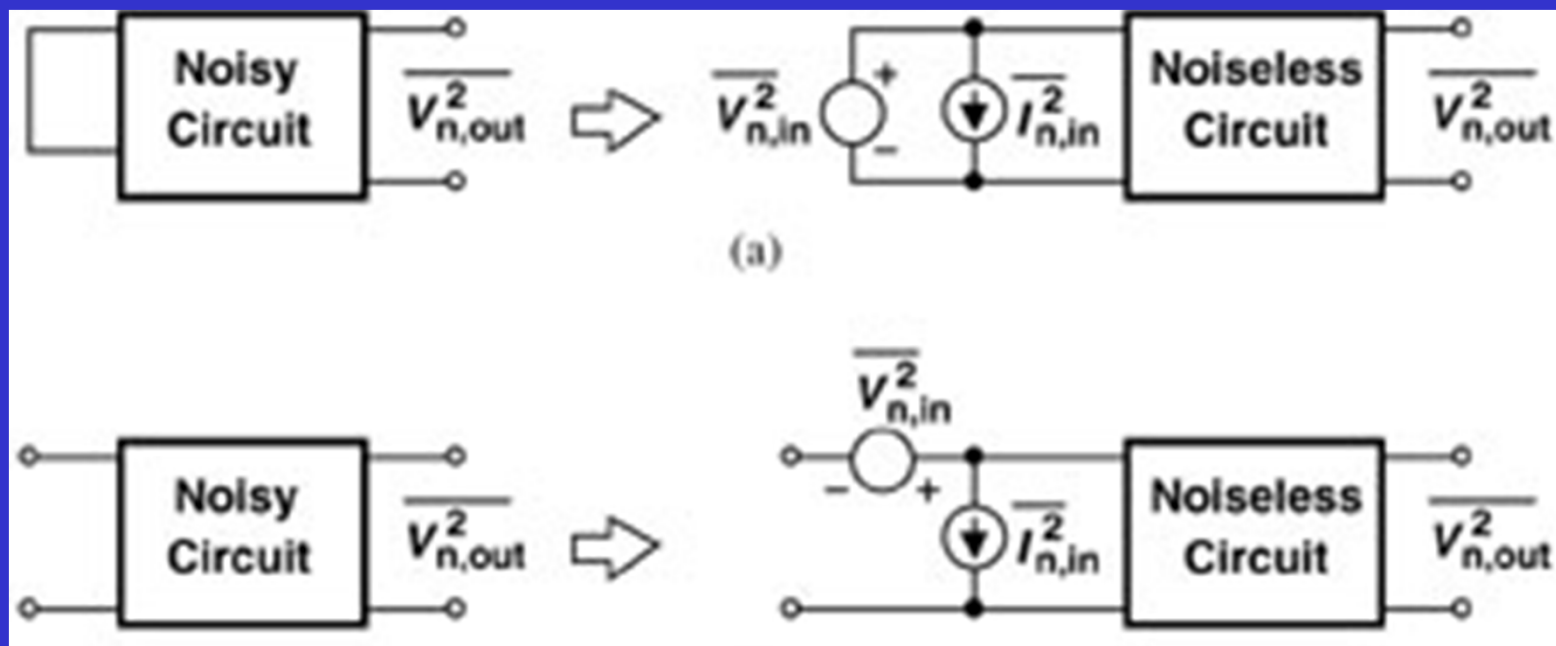 Noisy
Circuit
V²n,out
+
V²n,in
−
I²n,in
Noiseless
Circuit
V²n,out
(a)
Noisy
Circuit
V²n,out
V²n,in
− +
I²n,in
Noiseless
Circuit
V²n,out